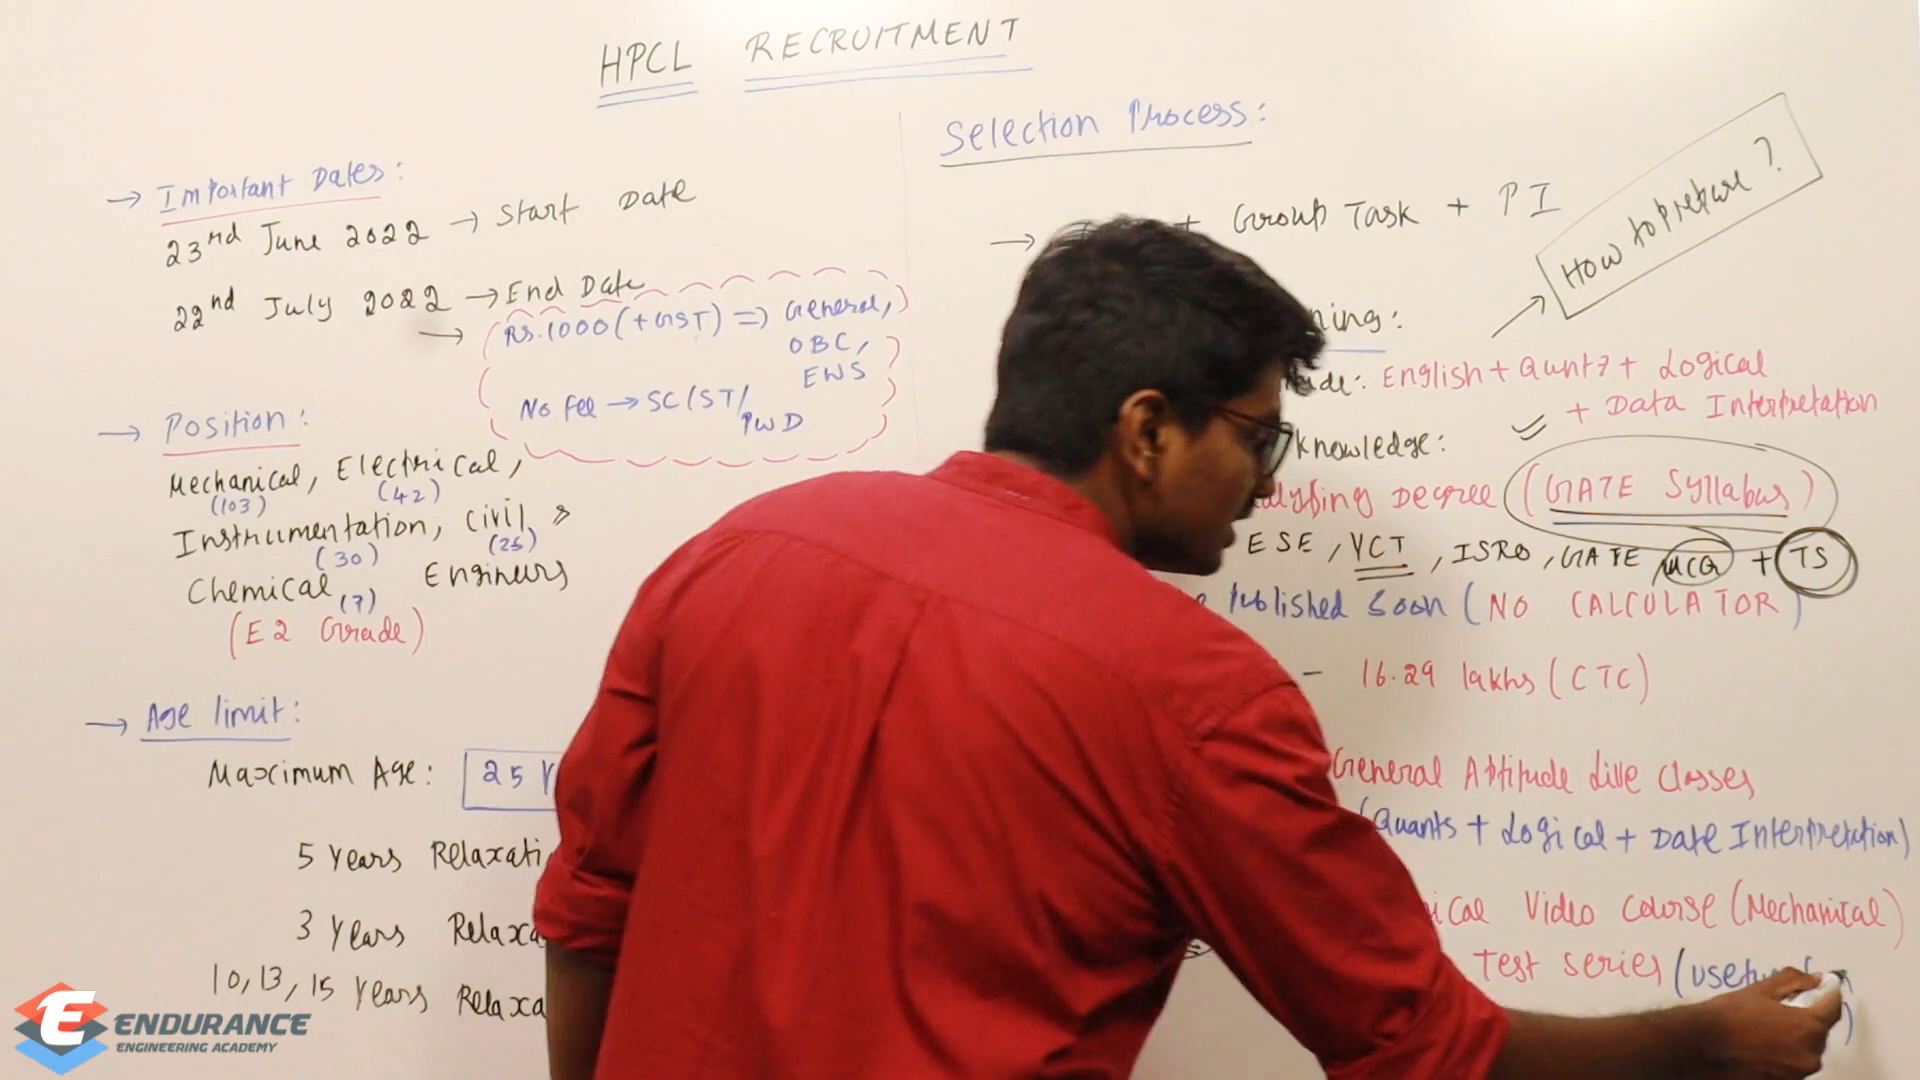 HPCL RECRUITMENT
→ Important Dates:
23nd June 2022 → Start Date
22nd July 2022 → End Date
→ Rs.1000 (+GST) => General,
OBC,
EWS
No Fee → SC/ST/
PWD
→ Position:
Mechanical, Electrical,
(103) (42)
Instrumentation, Civil, &
(30) (25)
Chemical, Engineers
(7)
(E2 Grade)
→ Age limit:
Maximum Age: 25 Y
5 Years Relaxati
3 Years Relaxa
10, 13, 15 Years Relaxa
Selection Process:
→ + Group Task + PI
How to prepare?
ning:
English + Quant + Logical
+ Data Interpretation
Knowledge:
Degree (GATE Syllabus)
ESE, YCT, ISRO, GATE MCQ + TS
Published Soon (NO CALCULATOR)
- 16.29 lakhs (CTC)
General Aptitude Live Classes
(Quants + Logical + Data Interpretation)
ical Video Course (Mechanical)
Test Series (
E
ENDURANCE
ENGINEERING ACADEMY